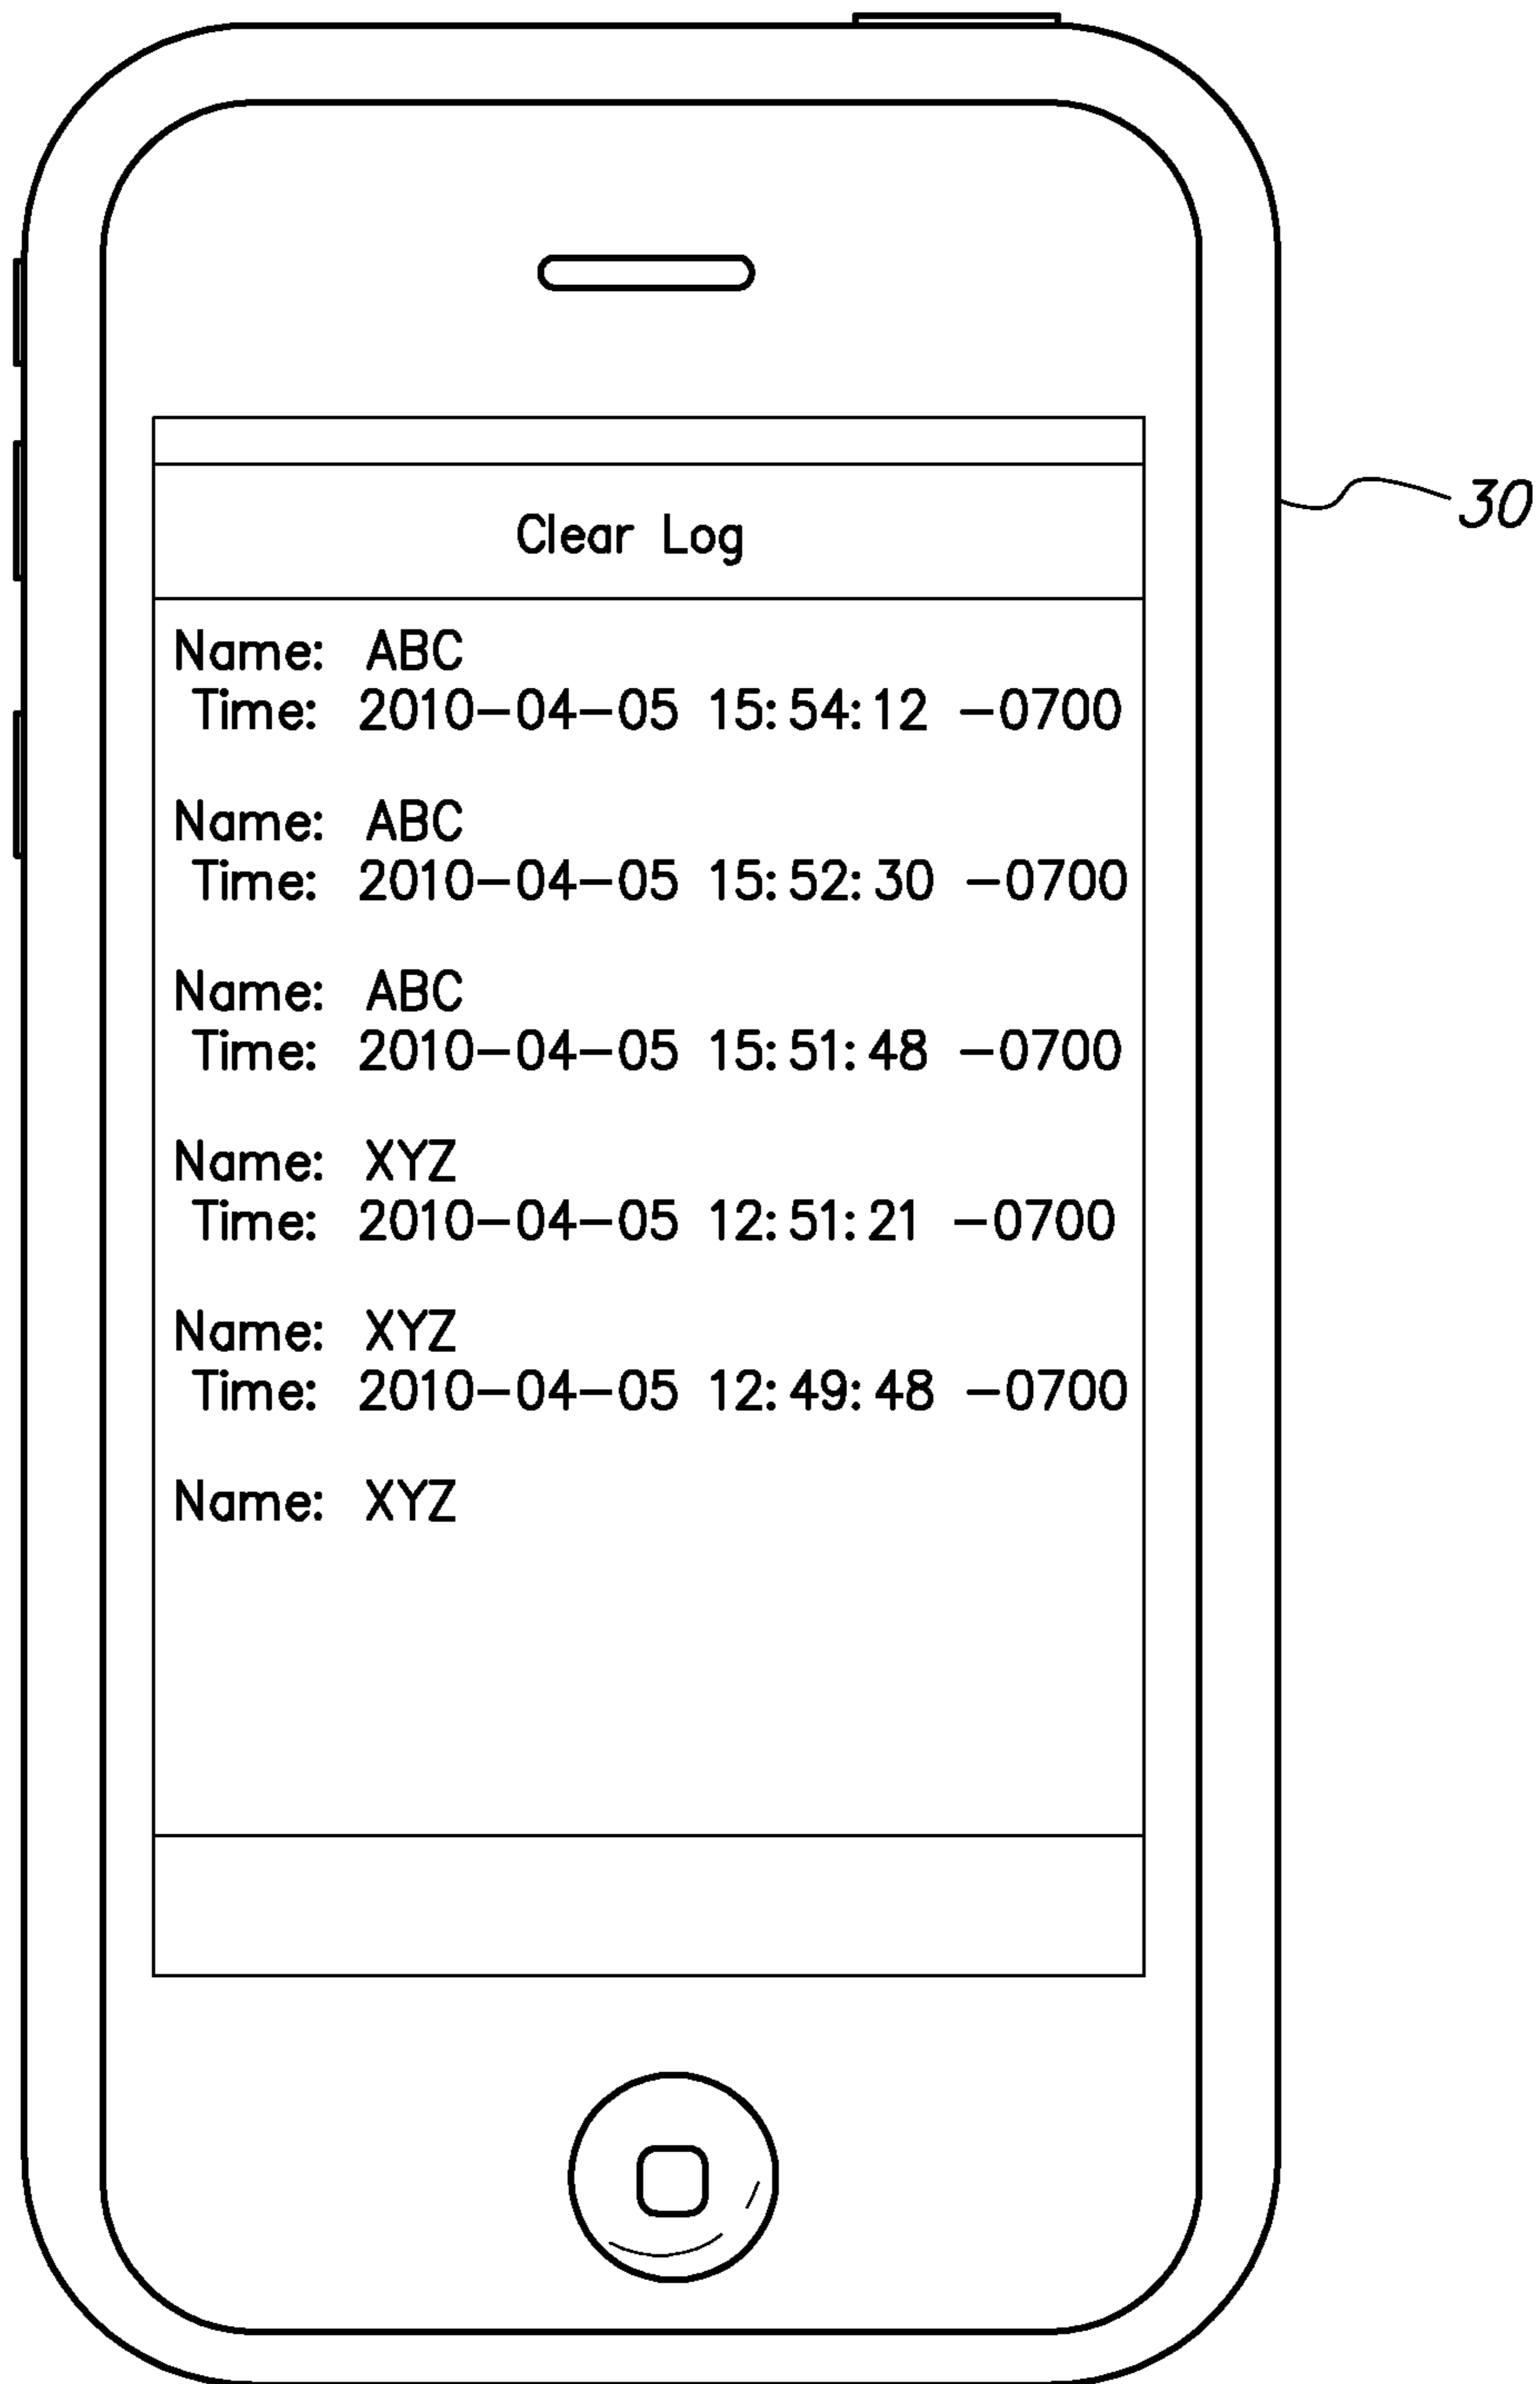 Clear Log
30
Name: ABC
Time: 2010-04-05 15:54:12 -0700
Name: ABC
Time: 2010-04-05 15:52:30 -0700
Name: ABC
Time: 2010-04-05 15:51:48 -0700
Name: XYZ
Time: 2010-04-05 12:51:21 -0700
Name: XYZ
Time: 2010-04-05 12:49:48 -0700
Name: XYZ